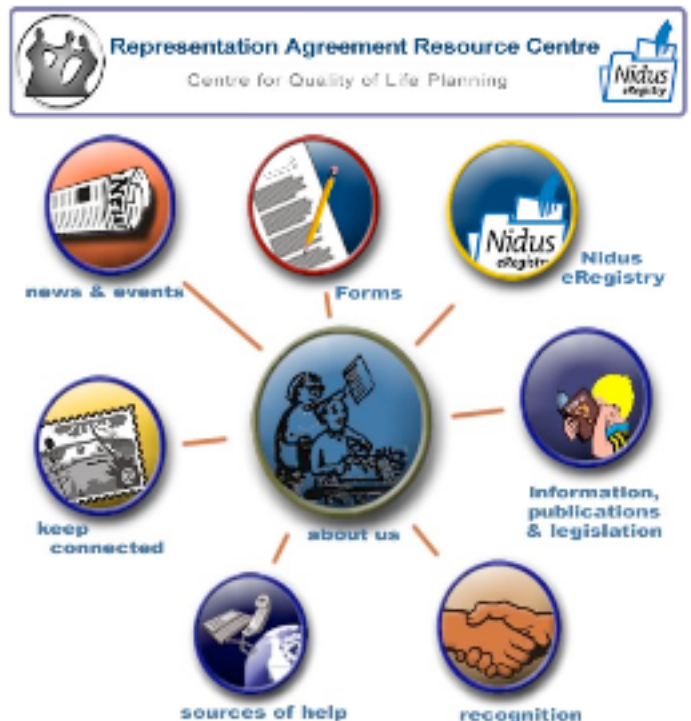 Representation Agreement Resource Centre
Centre for Quality of Life Planning
Nidus
eRegistry
Nidus
eRegistry
news & events
Forms
Nidus
eRegistry
keep
connected
about us
Information,
publications
& legislation
sources of help
recognition